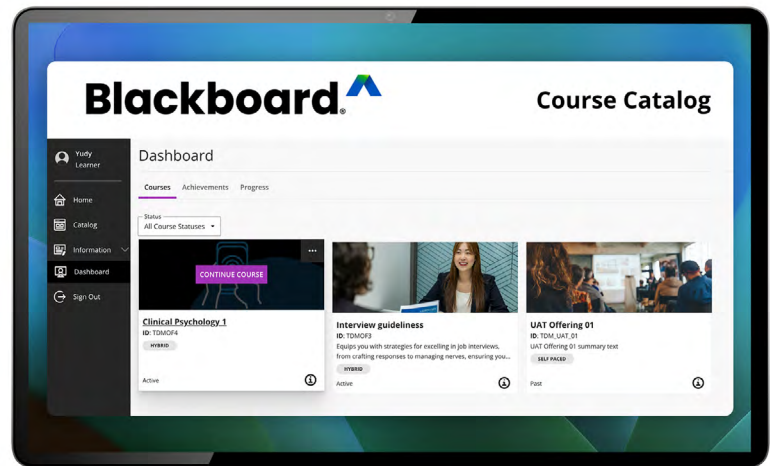 Blackboard®
Course Catalog
Yudy
Learner
Home
Catalog
Information
Dashboard
Sign Out
Dashboard
Courses Achievements Progress
Status
All Course Statuses
CONTINUE COURSE
Clinical Psychology 1
ID: TDMOF4
HYBRID
Active
Interview guideliness
ID: TDMOF3
Equips you with strategies for excelling in job interviews,
from crafting responses to managing nerves, ensuring you...
HYBRID
Active
UAT Offering 01
ID: TDM_UAT_01
UAT Offering 01 summary text
SELF PACED
Past